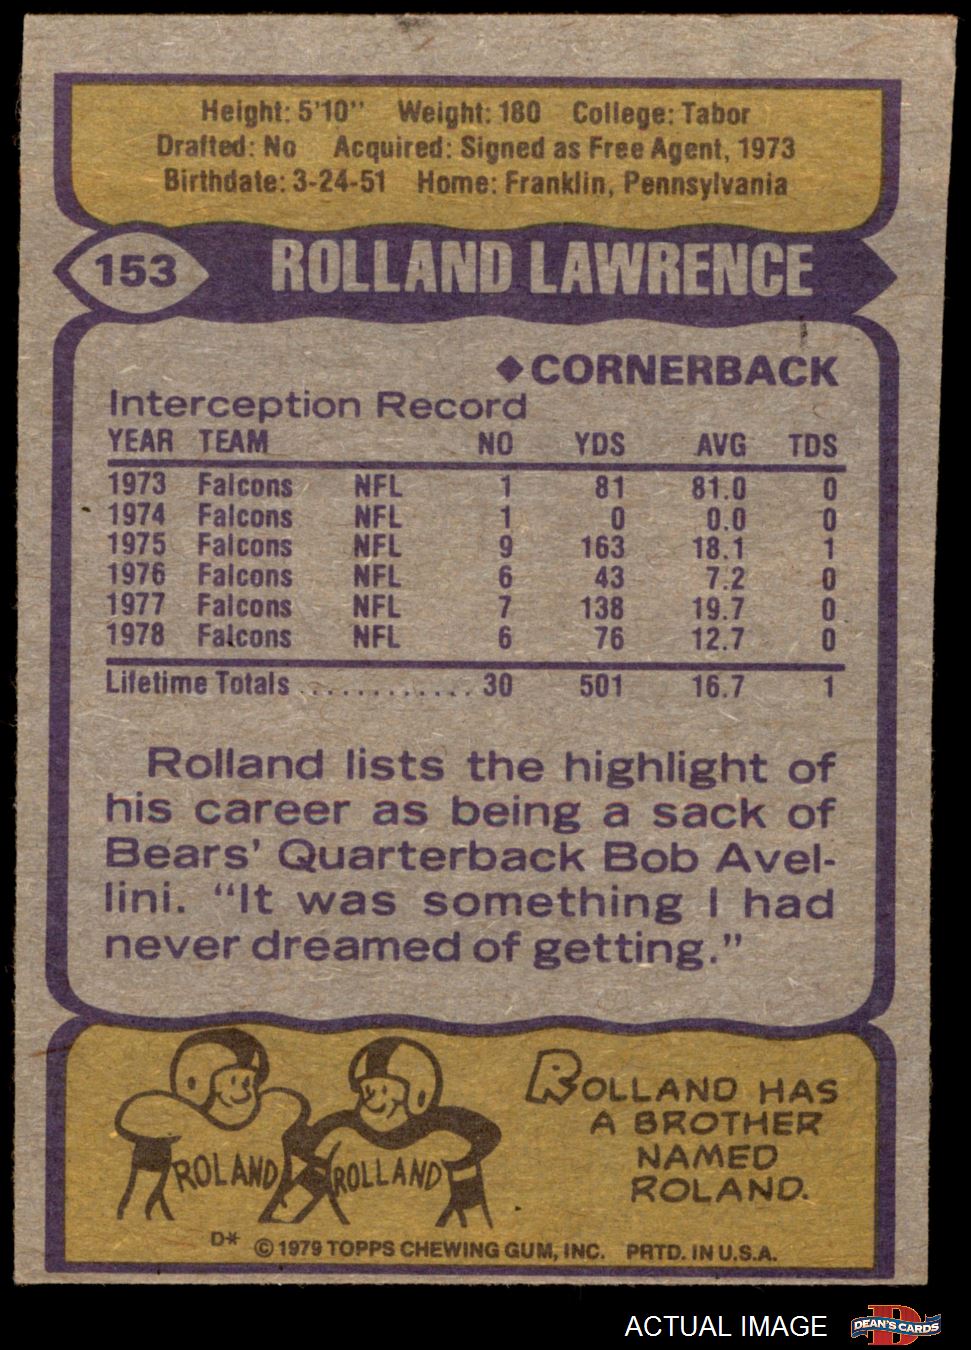 Height: 5'10" Weight: 180 College: Tabor
Drafted: No Acquired: Signed as Free Agent, 1973
Birthdate: 3-24-51 Home: Franklin, Pennsylvania
153 ROLLAND LAWRENCE
◆CORNERBACK
Interception Record
YEAR TEAM NO YDS AVG TDS
1973 Falcons NFL 1 81 81.0 0
1974 Falcons NFL 1 0 0.0 0
1975 Falcons NFL 9 163 18.1 1
1976 Falcons NFL 6 43 7.2 0
1977 Falcons NFL 7 138 19.7 0
1978 Falcons NFL 6 76 12.7 0
Lifetime Totals ............ 30 501 16.7 1
Rolland lists the highlight of
his career as being a sack of
Bears' Quarterback Bob Avel-
lini. "It was something I had
never dreamed of getting."
ROLLAND HAS
A BROTHER
NAMED
ROLAND.
ROLAND ROLLAND
D* © 1979 TOPPS CHEWING GUM, INC. PRTD. IN U.S.A.
ACTUAL IMAGE D DEAN'S CARDS